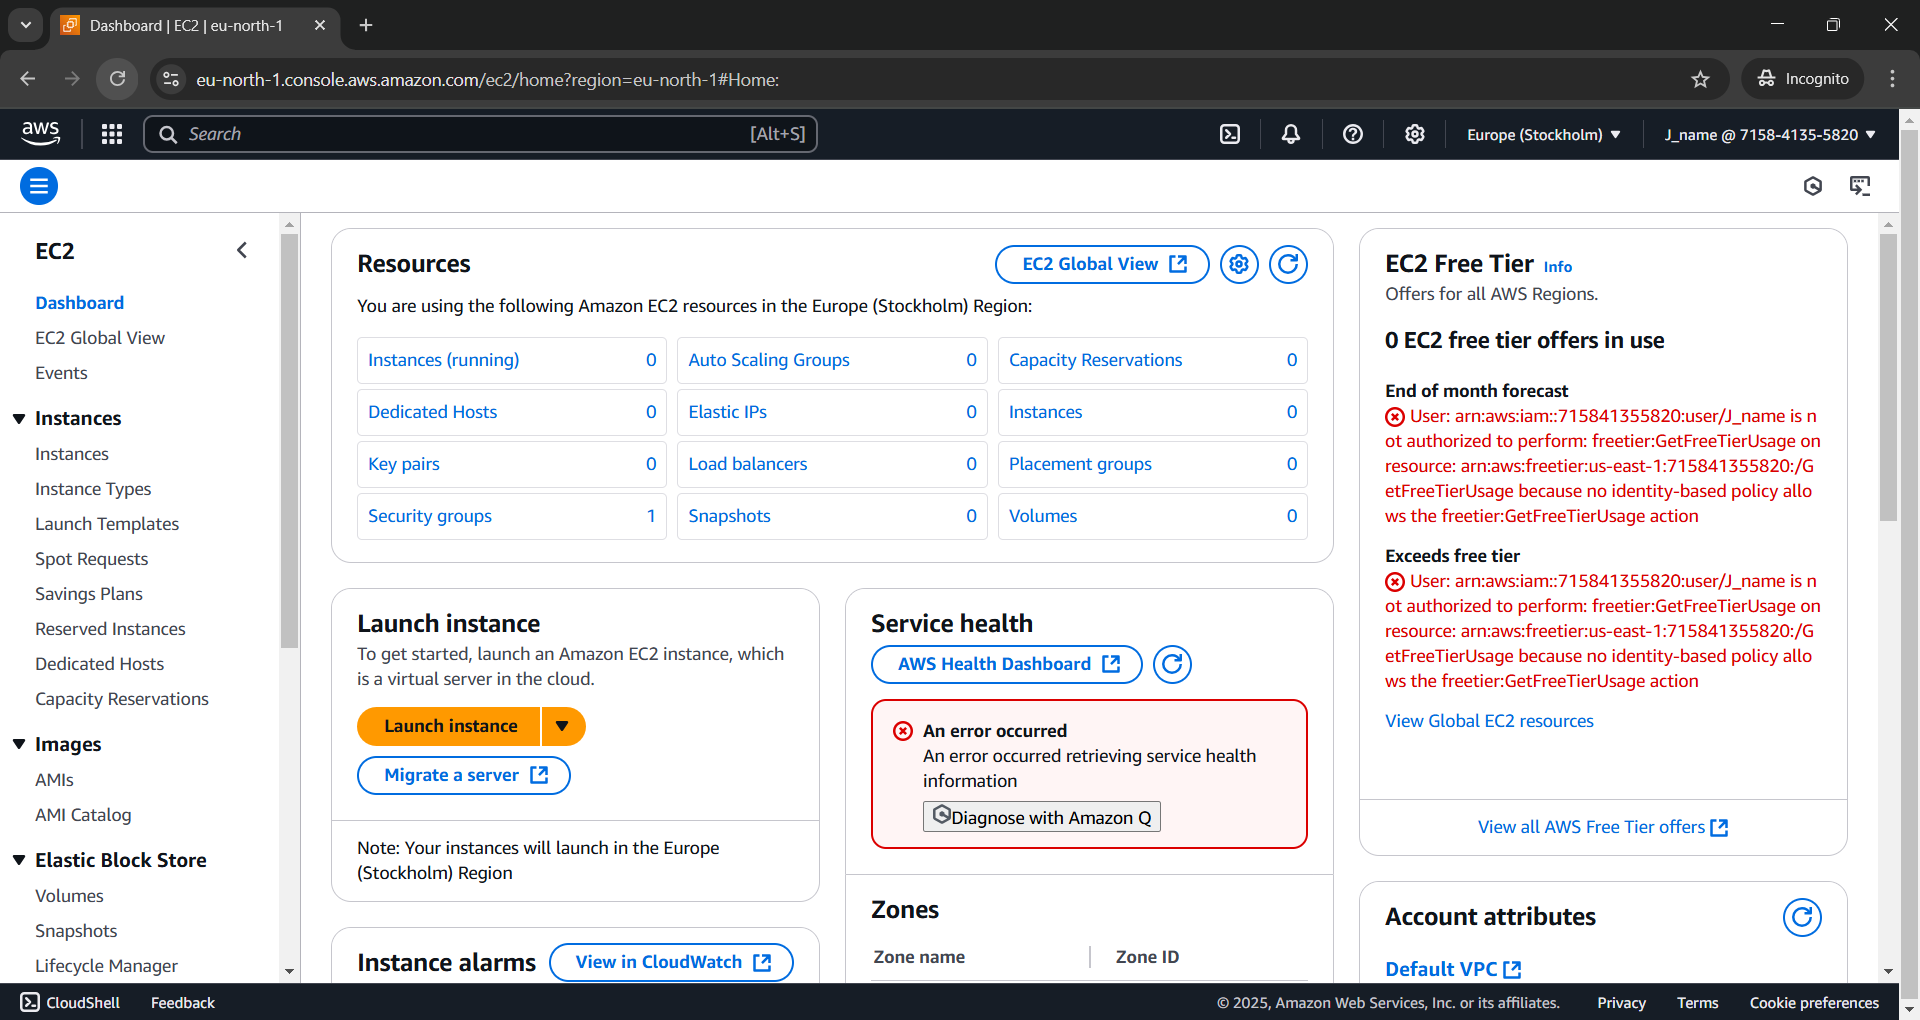 Dashboard | EC2 | eu-north-1
eu-north-1.console.aws.amazon.com/ec2/home?region=eu-north-1#Home:
Incognito
aws
Search
[Alt+S]
Europe (Stockholm)
J_name @ 7158-4135-5820
EC2
Dashboard
EC2 Global View
Events
Instances
Instances
Instance Types
Launch Templates
Spot Requests
Savings Plans
Reserved Instances
Dedicated Hosts
Capacity Reservations
Images
AMIs
AMI Catalog
Elastic Block Store
Volumes
Snapshots
Lifecycle Manager
Resources
EC2 Global View
You are using the following Amazon EC2 resources in the Europe (Stockholm) Region:
Instances (running) 0
Auto Scaling Groups 0
Capacity Reservations 0
Dedicated Hosts 0
Elastic IPs 0
Instances 0
Key pairs 0
Load balancers 0
Placement groups 0
Security groups 1
Snapshots 0
Volumes 0
Launch instance
To get started, launch an Amazon EC2 instance, which
is a virtual server in the cloud.
Launch instance
Migrate a server
Note: Your instances will launch in the Europe
(Stockholm) Region
Instance alarms
View in CloudWatch
Service health
AWS Health Dashboard
An error occurred
An error occurred retrieving service health
information
Diagnose with Amazon Q
Zones
Zone name
Zone ID
EC2 Free Tier Info
Offers for all AWS Regions.
0 EC2 free tier offers in use
End of month forecast
User: arn:aws:iam::715841355820:user/J_name is n
ot authorized to perform: freetier:GetFreeTierUsage on
resource: arn:aws:freetier:us-east-1:715841355820:/G
etFreeTierUsage because no identity-based policy allo
ws the freetier:GetFreeTierUsage action
Exceeds free tier
User: arn:aws:iam::715841355820:user/J_name is n
ot authorized to perform: freetier:GetFreeTierUsage on
resource: arn:aws:freetier:us-east-1:715841355820:/G
etFreeTierUsage because no identity-based policy allo
ws the freetier:GetFreeTierUsage action
View Global EC2 resources
View all AWS Free Tier offers
Account attributes
Default VPC
CloudShell
Feedback
© 2025, Amazon Web Services, Inc. or its affiliates.
Privacy
Terms
Cookie preferences